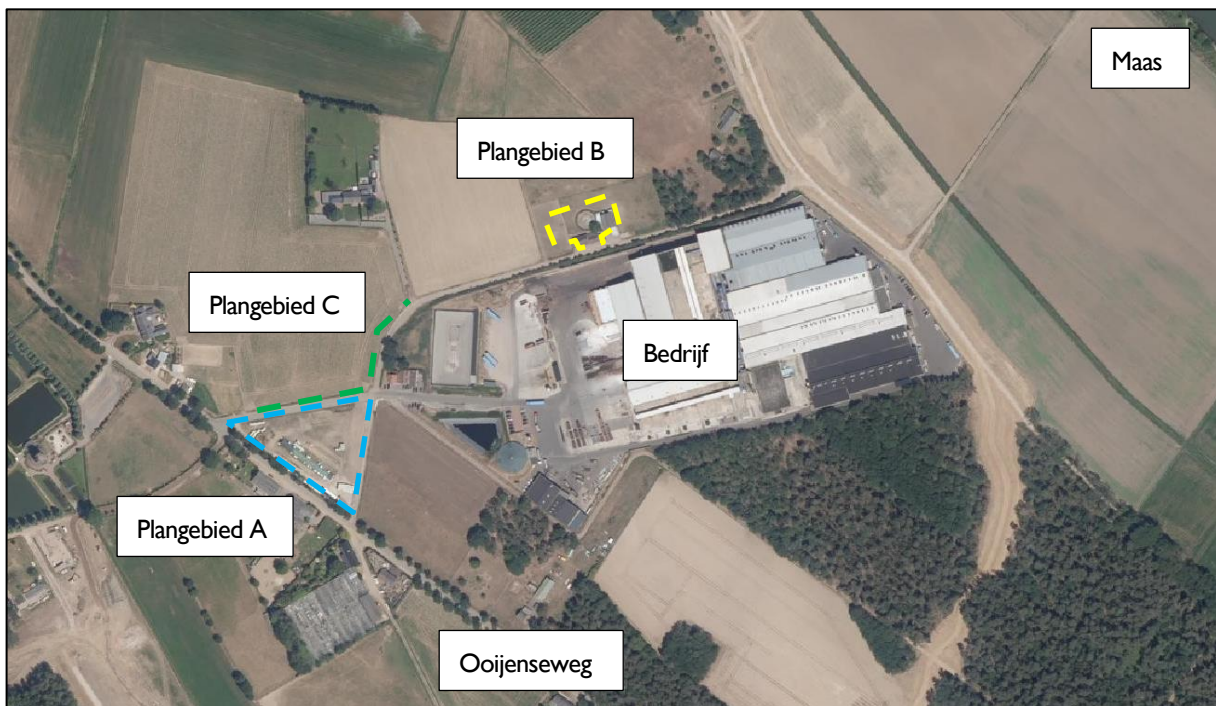 Maas
Plangebied B
Plangebied C
Bedrijf
Plangebied A
Ooijenseweg